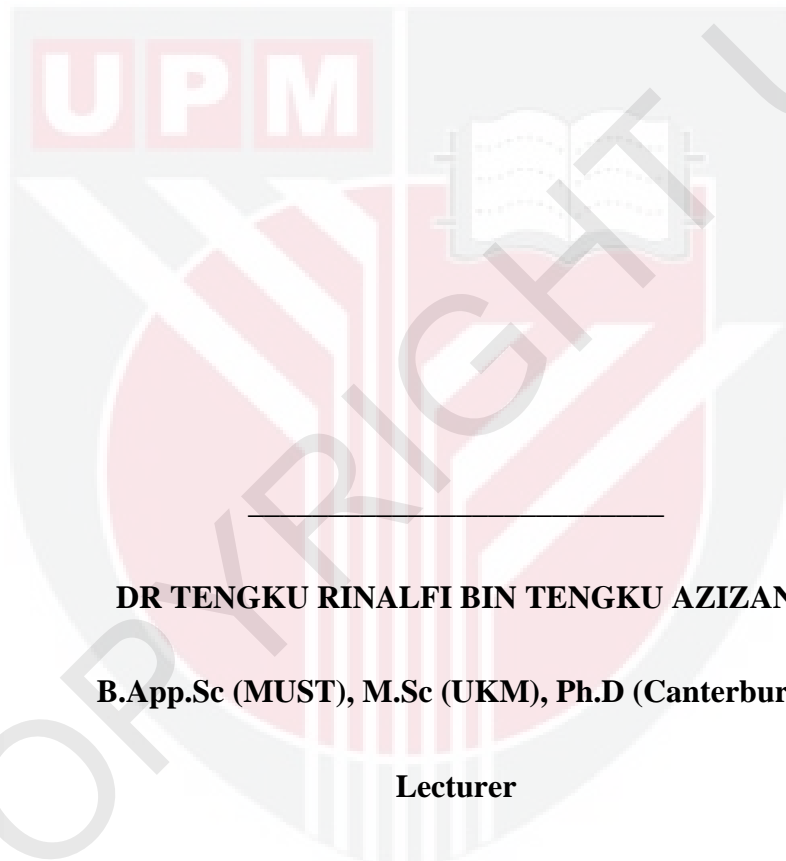 UPM
DR TENGKU RINALFI BIN TENGKU AZIZAN
B.App.Sc (MUST), M.Sc (UKM), Ph.D (Canterbur
Lecturer
OPYRIGHT U